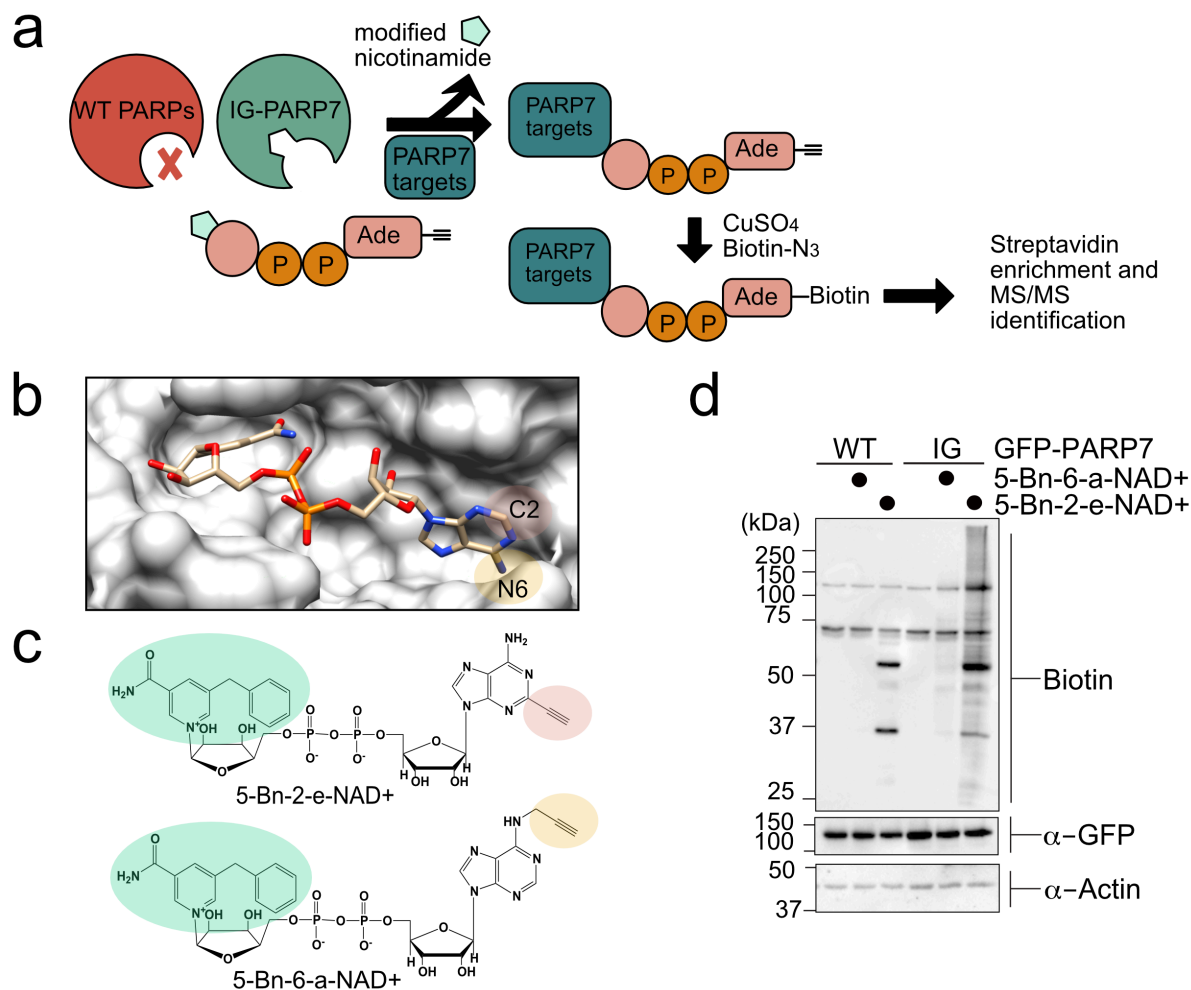 a
modified
nicotinamide
WT PARPs
X
IG-PARP7
PARP7
targets
PARP7
targets
P
P
Ade
Ade
P
P
CuSO4
Biotin-N3
PARP7
targets
P
P
Ade
Biotin
Streptavidin
enrichment and
MS/MS
identification
b
C2
N6
c
O
H2N
N+
OH
OH
O
O
P
O-
O
O
P
O-
O
O
H
H
OH
OH
NH2
N
N
N
N
5-Bn-2-e-NAD+
O
H2N
N+
OH
OH
O
O
P
O-
O
O
P
O-
O
O
H
H
OH
OH
HN
N
N
N
N
5-Bn-6-a-NAD+
d
WT
IG
GFP-PARP7
5-Bn-6-a-NAD+
5-Bn-2-e-NAD+
(kDa)
250
150
100
75
50
37
25
Biotin
150
100
α-GFP
50
37
α-Actin